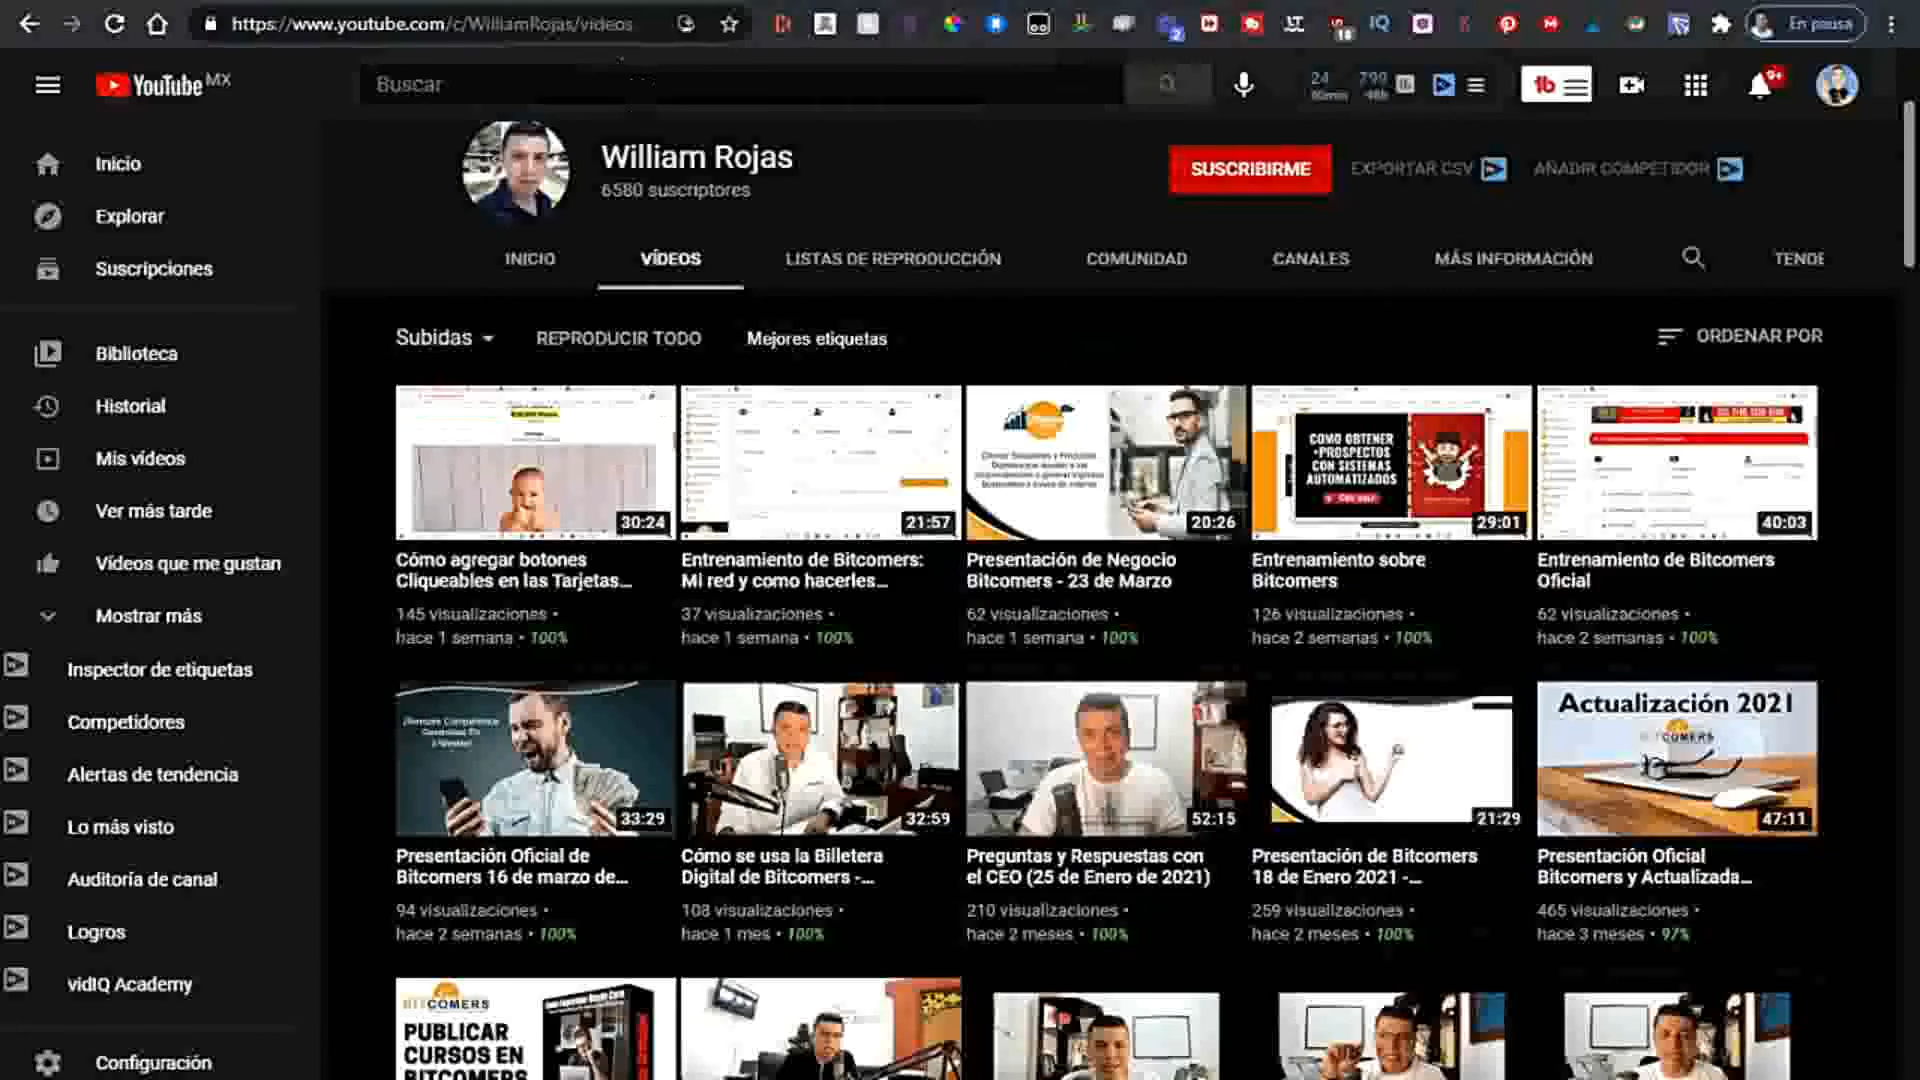 https://www.youtube.com/c/WilliamRojas/videos
En pausa
YouTube MX
Buscar
24
790
9+
Inicio
Explorar
Suscripciones
Biblioteca
Historial
Mis vídeos
Ver más tarde
Vídeos que me gustan
Mostrar más
Inspector de etiquetas
Competidores
Alertas de tendencia
Lo más visto
Auditoría de canal
Logros
vidIQ Academy
Configuración
William Rojas
6580 suscriptores
SUSCRIBIRME
EXPORTAR CSV
AÑADIR COMPETIDOR
INICIO
VÍDEOS
LISTAS DE REPRODUCCIÓN
COMUNIDAD
CANALES
MÁS INFORMACIÓN
TENDE
Subidas
REPRODUCIR TODO
Mejores etiquetas
ORDENAR POR
30:24
21:57
20:26
COMO OBTENER
+PROSPECTOS
CON SISTEMAS
AUTOMATIZADOS
29:01
40:03
Cómo agregar botones
Cliqueables en las Tarjetas...
145 visualizaciones •
hace 1 semana • 100%
Entrenamiento de Bitcomers:
Mi red y como hacerles...
37 visualizaciones •
hace 1 semana • 100%
Presentación de Negocio
Bitcomers - 23 de Marzo
62 visualizaciones •
hace 1 semana • 100%
Entrenamiento sobre
Bitcomers
126 visualizaciones •
hace 2 semanas • 100%
Entrenamiento de Bitcomers
Oficial
62 visualizaciones •
hace 2 semanas • 100%
33:29
32:59
52:15
21:29
Actualización 2021
BITCOMERS
47:11
Presentación Oficial de
Bitcomers 16 de marzo de...
94 visualizaciones •
hace 2 semanas • 100%
Cómo se usa la Billetera
Digital de Bitcomers -...
108 visualizaciones •
hace 1 mes • 100%
Preguntas y Respuestas con
el CEO (25 de Enero de 2021)
210 visualizaciones •
hace 2 meses • 100%
Presentación de Bitcomers
18 de Enero 2021 -...
259 visualizaciones •
hace 2 meses • 100%
Presentación Oficial
Bitcomers y Actualizada...
465 visualizaciones •
hace 3 meses • 97%
BITCOMERS
PUBLICAR
CURSOS EN
BITCOMERS